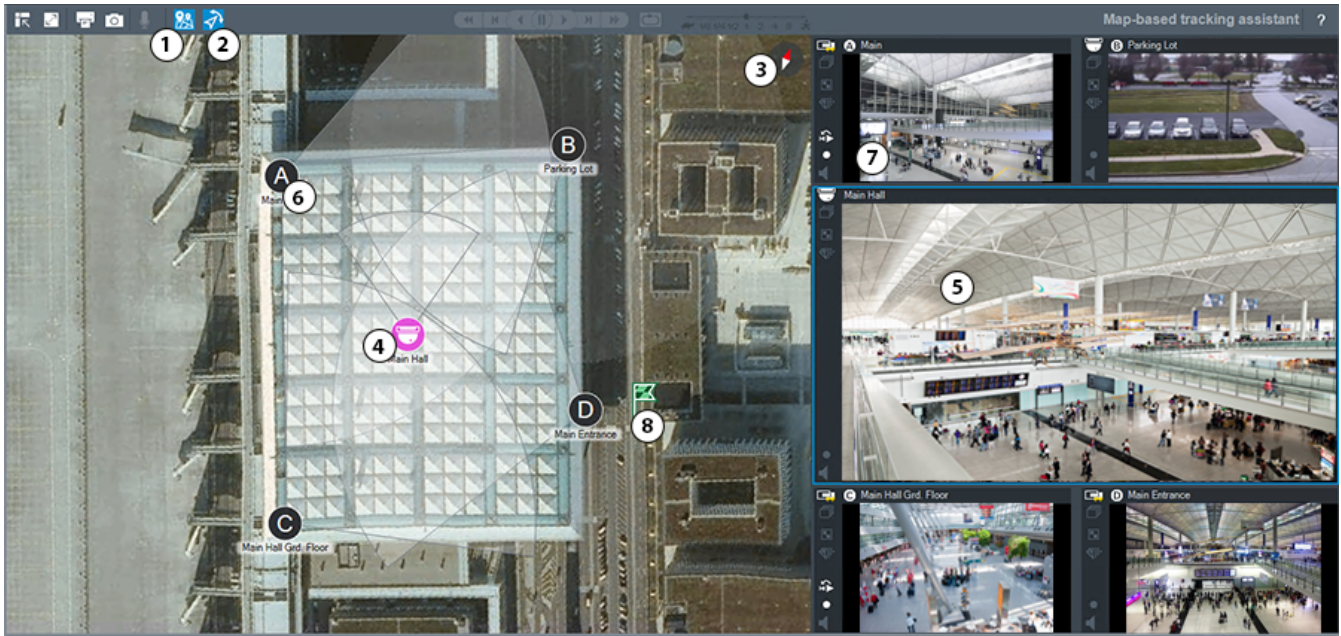 Map-based tracking assistant ?
1
2
3
A Main
B Parking Lot
7
B
Parking Lot
A
6
Main
Main Hall
5
4
Main Hall
8
D
Main Entrance
C
Main Hall Grd. Floor
C Main Hall Grd. Floor
D Main Entrance